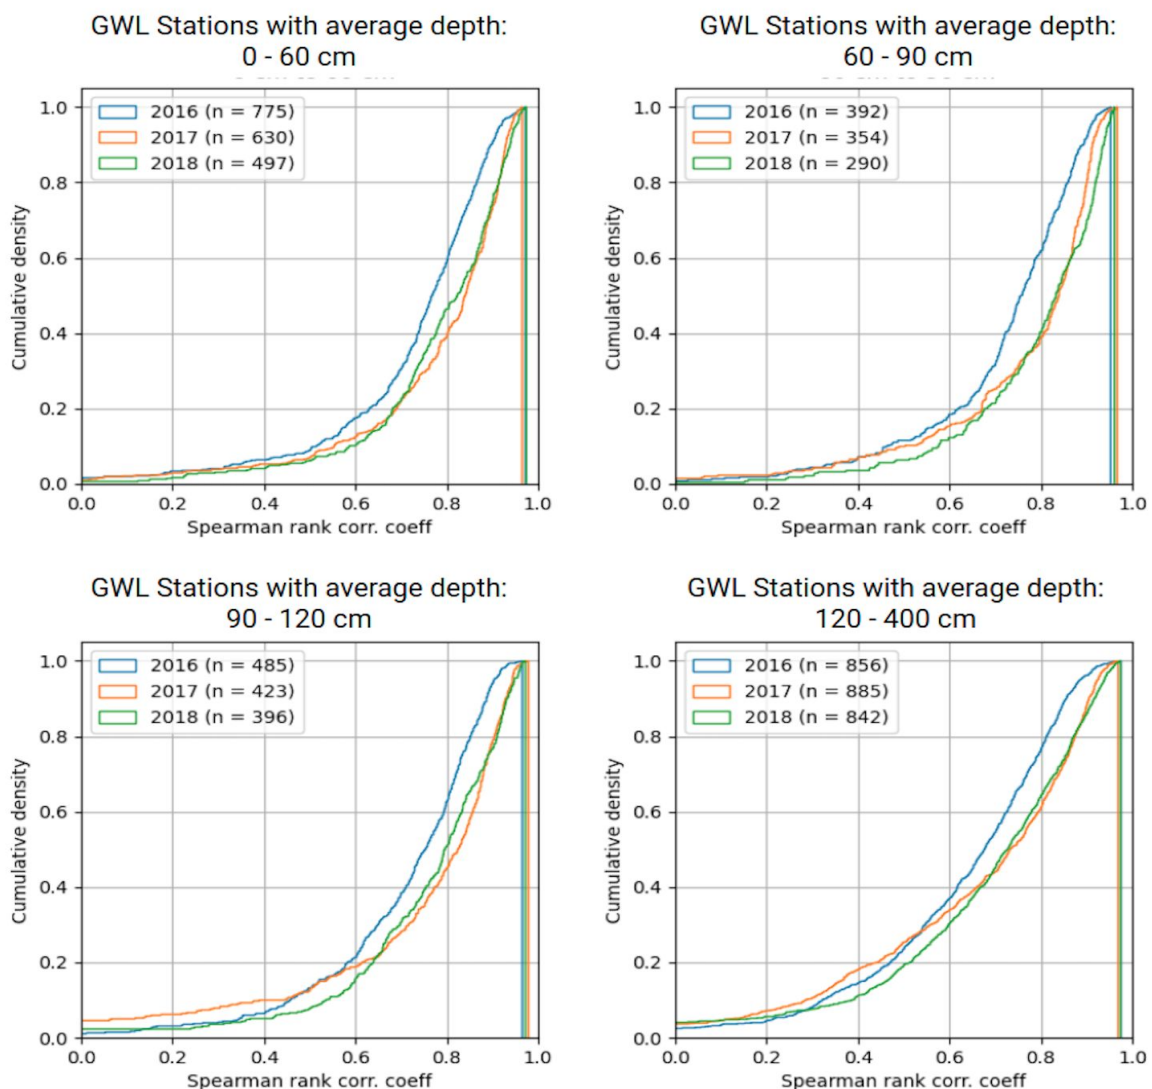 GWL Stations with average depth:
0 - 60 cm
1.0
0.8
0.6
0.4
0.2
0.0
Cumulative density
2016 (n = 775)
2017 (n = 630)
2018 (n = 497)
0.0 0.2 0.4 0.6 0.8 1.0
Spearman rank corr. coeff
GWL Stations with average depth:
60 - 90 cm
1.0
0.8
0.6
0.4
0.2
0.0
Cumulative density
2016 (n = 392)
2017 (n = 354)
2018 (n = 290)
0.0 0.2 0.4 0.6 0.8 1.0
Spearman rank corr. coeff
GWL Stations with average depth:
90 - 120 cm
1.0
0.8
0.6
0.4
0.2
0.0
Cumulative density
2016 (n = 485)
2017 (n = 423)
2018 (n = 396)
0.0 0.2 0.4 0.6 0.8 1.0
Spearman rank corr. coeff
GWL Stations with average depth:
120 - 400 cm
1.0
0.8
0.6
0.4
0.2
0.0
Cumulative density
2016 (n = 856)
2017 (n = 885)
2018 (n = 842)
0.0 0.2 0.4 0.6 0.8 1.0
Spearman rank corr. coeff